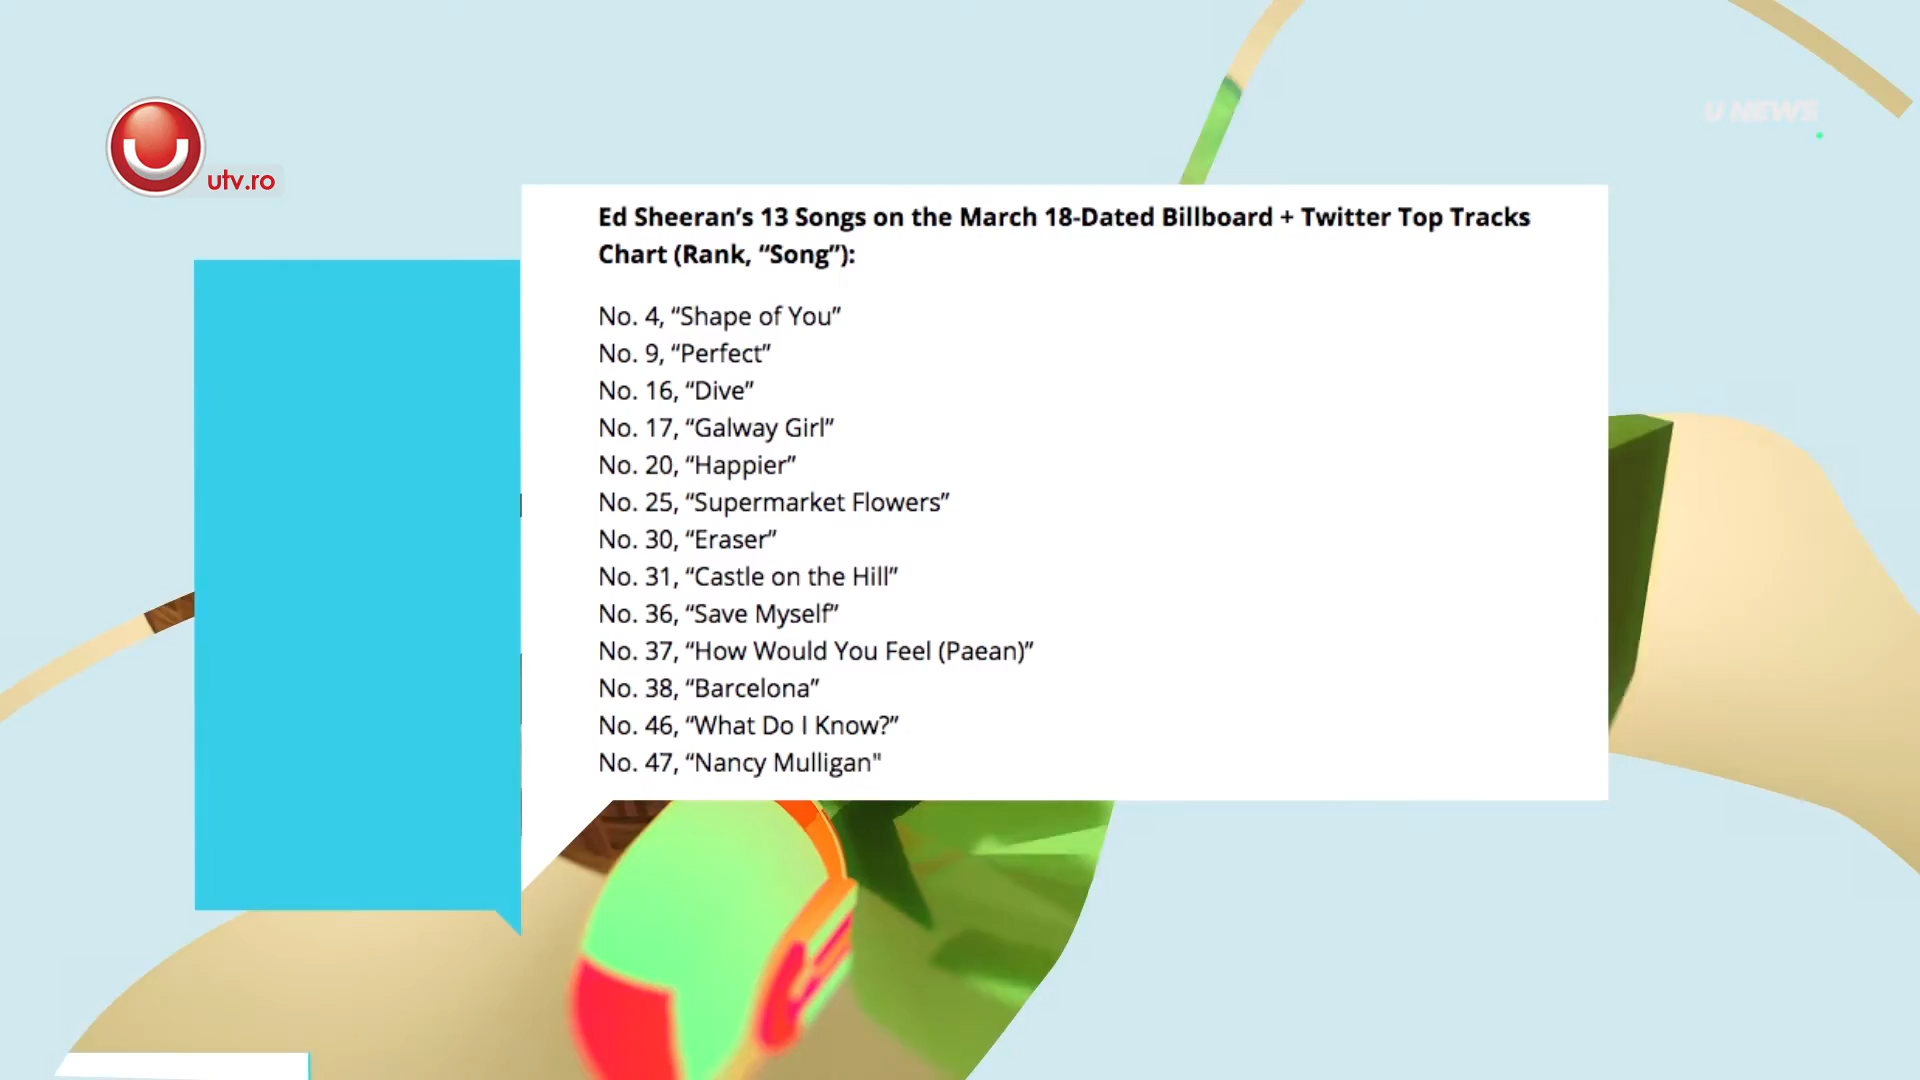 U NEWS
utv.ro
Ed Sheeran’s 13 Songs on the March 18-Dated Billboard + Twitter Top Tracks
Chart (Rank, “Song”):
No. 4, “Shape of You”
No. 9, “Perfect”
No. 16, “Dive”
No. 17, “Galway Girl”
No. 20, “Happier”
No. 25, “Supermarket Flowers”
No. 30, “Eraser”
No. 31, “Castle on the Hill”
No. 36, “Save Myself”
No. 37, “How Would You Feel (Paean)”
No. 38, “Barcelona”
No. 46, “What Do I Know?”
No. 47, “Nancy Mulligan"